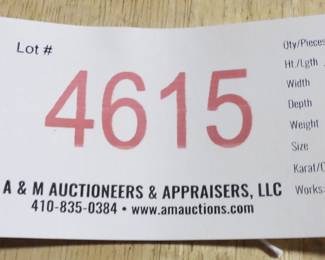 Lot #
4615
A & M AUCTIONEERS & APPRAISERS, LLC
410-835-0384 • www.amauctions.com
Qty/Pieces
Ht./Lgth
Width
Depth
Weight
Size
Karat/
Works: